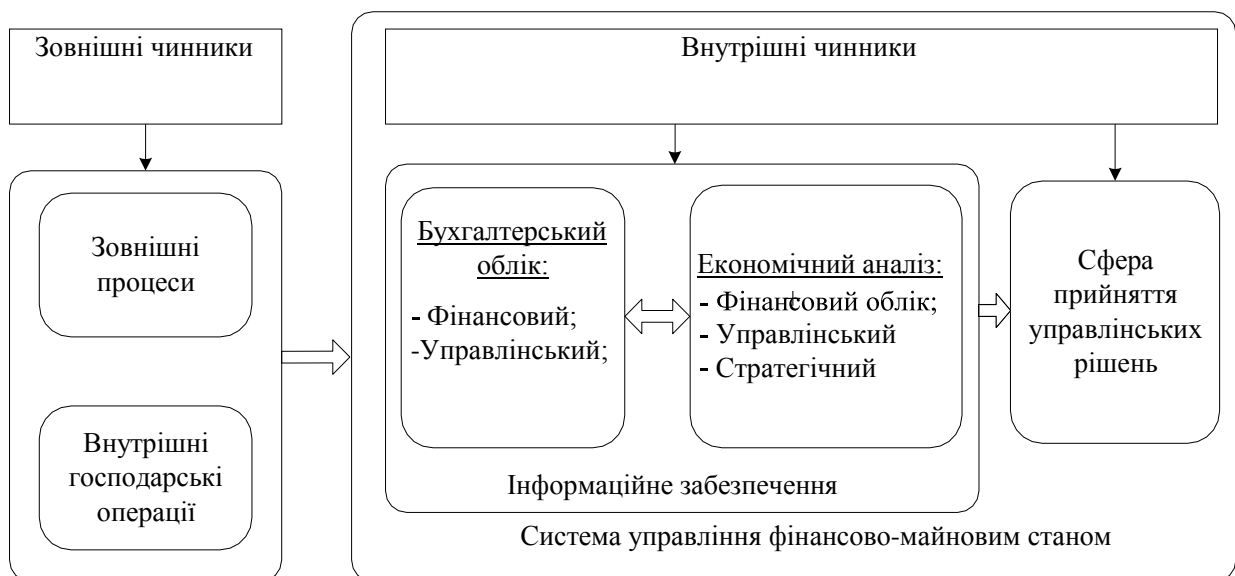 Зовнішні чинники
Внутрішні чинники
Зовнішні
процеси
Внутрішні
господарські
операції
Бухгалтерський
облік:
- Фінансовий;
-Управлінський;
Економічний аналіз:
- Фінансовий облік;
- Управлінський
- Стратегічний
Сфера
прийняття
управлінських
рішень
Інформаційне забезпечення
Система управління фінансово-майновим станом